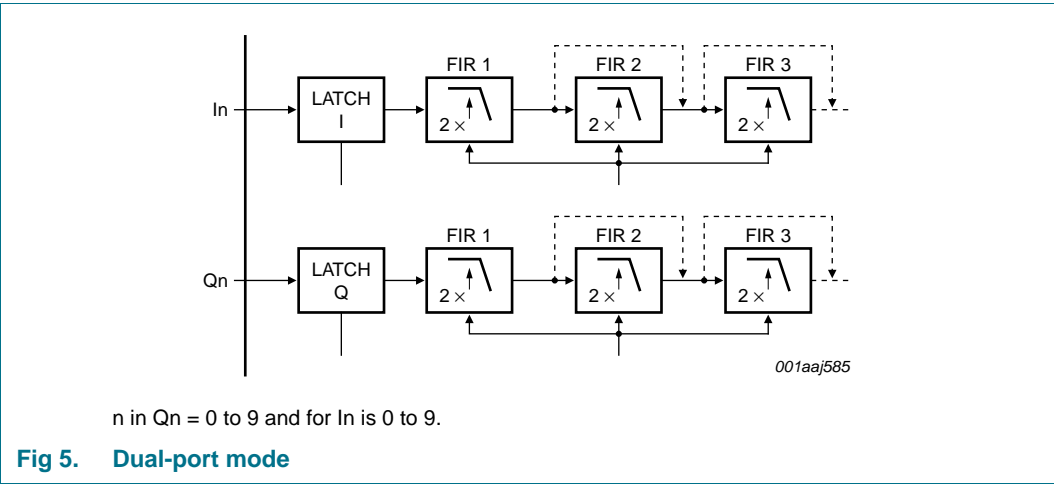 FIR 1 FIR 2 FIR 3
In LATCH I 2 × 2 × 2 ×
FIR 1 FIR 2 FIR 3
Qn LATCH Q 2 × 2 × 2 ×
001aaj585
n in Qn = 0 to 9 and for In is 0 to 9.
Fig 5. Dual-port mode